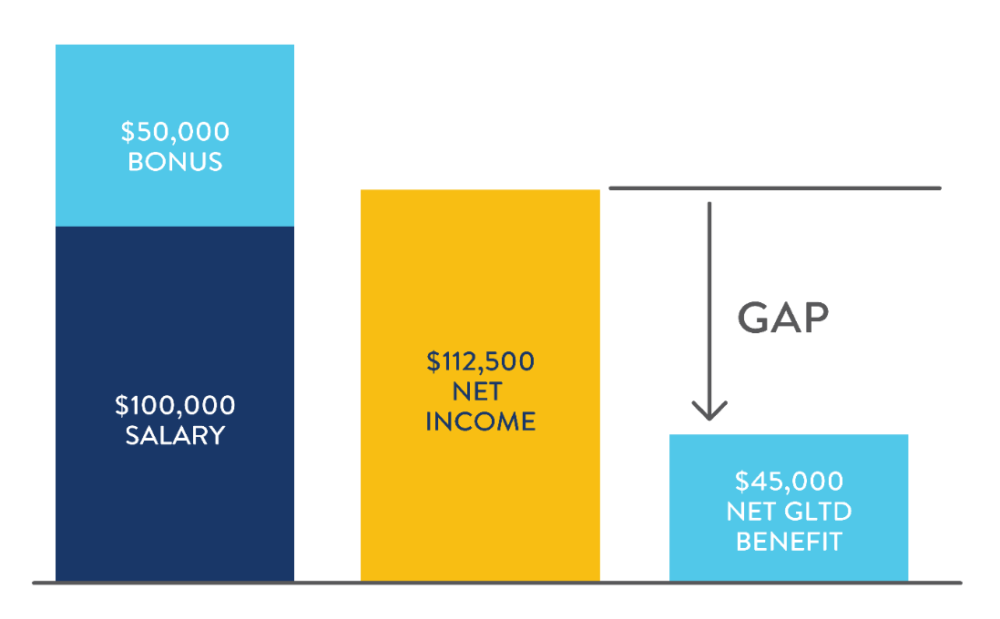 $50,000
BONUS
$100,000
SALARY
$112,500
NET
INCOME
GAP
$45,000
NET GLTD
BENEFIT